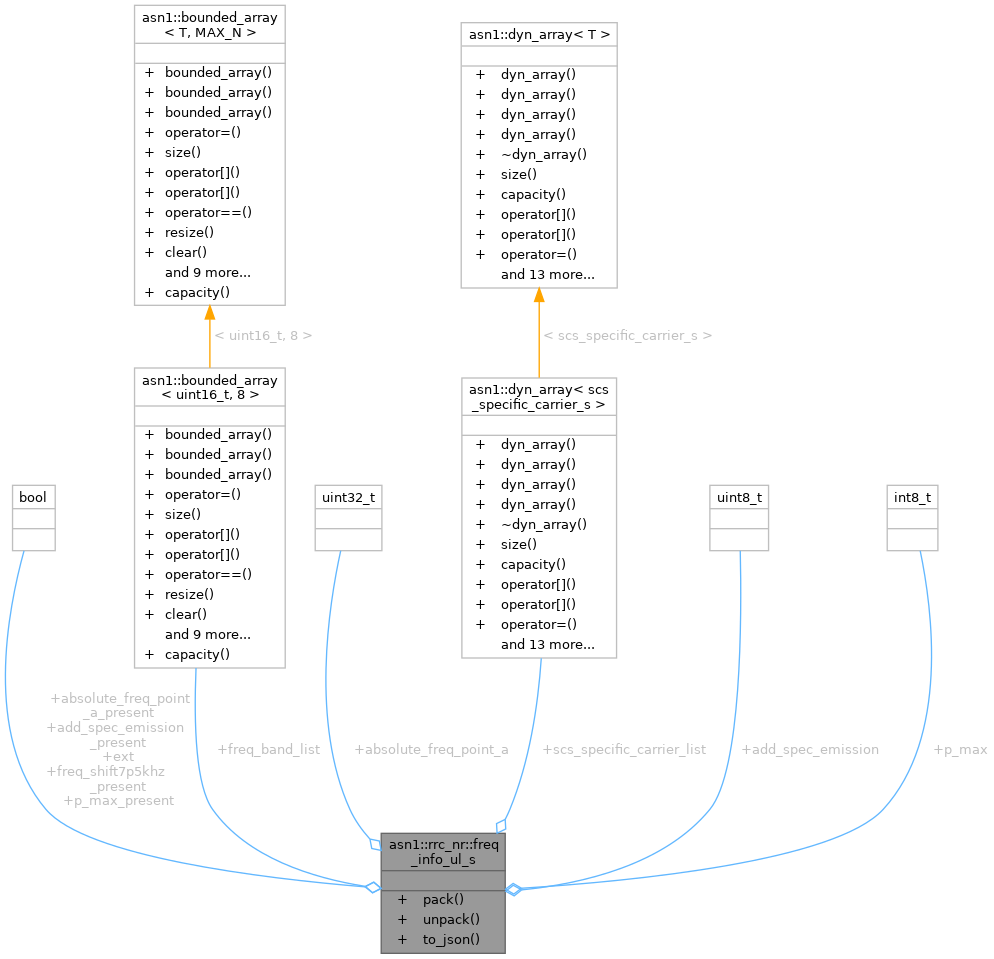 asn1::bounded_array
< T, MAX_N >
+ bounded_array()
+ bounded_array()
+ bounded_array()
+ operator=()
+ size()
+ operator[]()
+ operator[]()
+ operator==()
+ resize()
+ clear()
and 9 more...
+ capacity()
asn1::dyn_array< T >
+ dyn_array()
+ dyn_array()
+ dyn_array()
+ dyn_array()
+ ~dyn_array()
+ size()
+ capacity()
+ operator[]()
+ operator[]()
+ operator=()
and 13 more...
< uint16_t, 8 >
< scs_specific_carrier_s >
asn1::bounded_array
< uint16_t, 8 >
+ bounded_array()
+ bounded_array()
+ bounded_array()
+ operator=()
+ size()
+ operator[]()
+ operator[]()
+ operator==()
+ resize()
+ clear()
and 9 more...
+ capacity()
asn1::dyn_array< scs
_specific_carrier_s >
+ dyn_array()
+ dyn_array()
+ dyn_array()
+ dyn_array()
+ ~dyn_array()
+ size()
+ capacity()
+ operator[]()
+ operator[]()
+ operator=()
and 13 more...
bool
uint32_t
uint8_t
int8_t
+absolute_freq_point
_a_present
+add_spec_emission
_present
+ext
+freq_shift7p5khz
_present
+p_max_present
+freq_band_list
+absolute_freq_point_a
+scs_specific_carrier_list
+add_spec_emission
+p_max
asn1::rrc_nr::freq
_info_ul_s
+ pack()
+ unpack()
+ to_json()